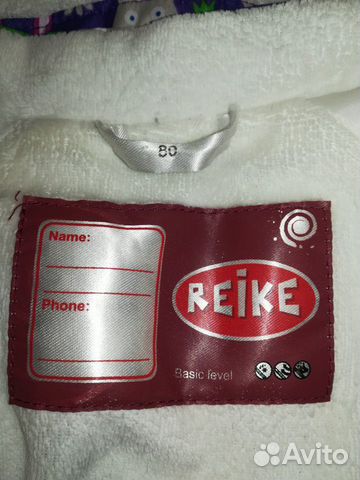 80
Name:
Phone:
REiKE
Basic level
Avito